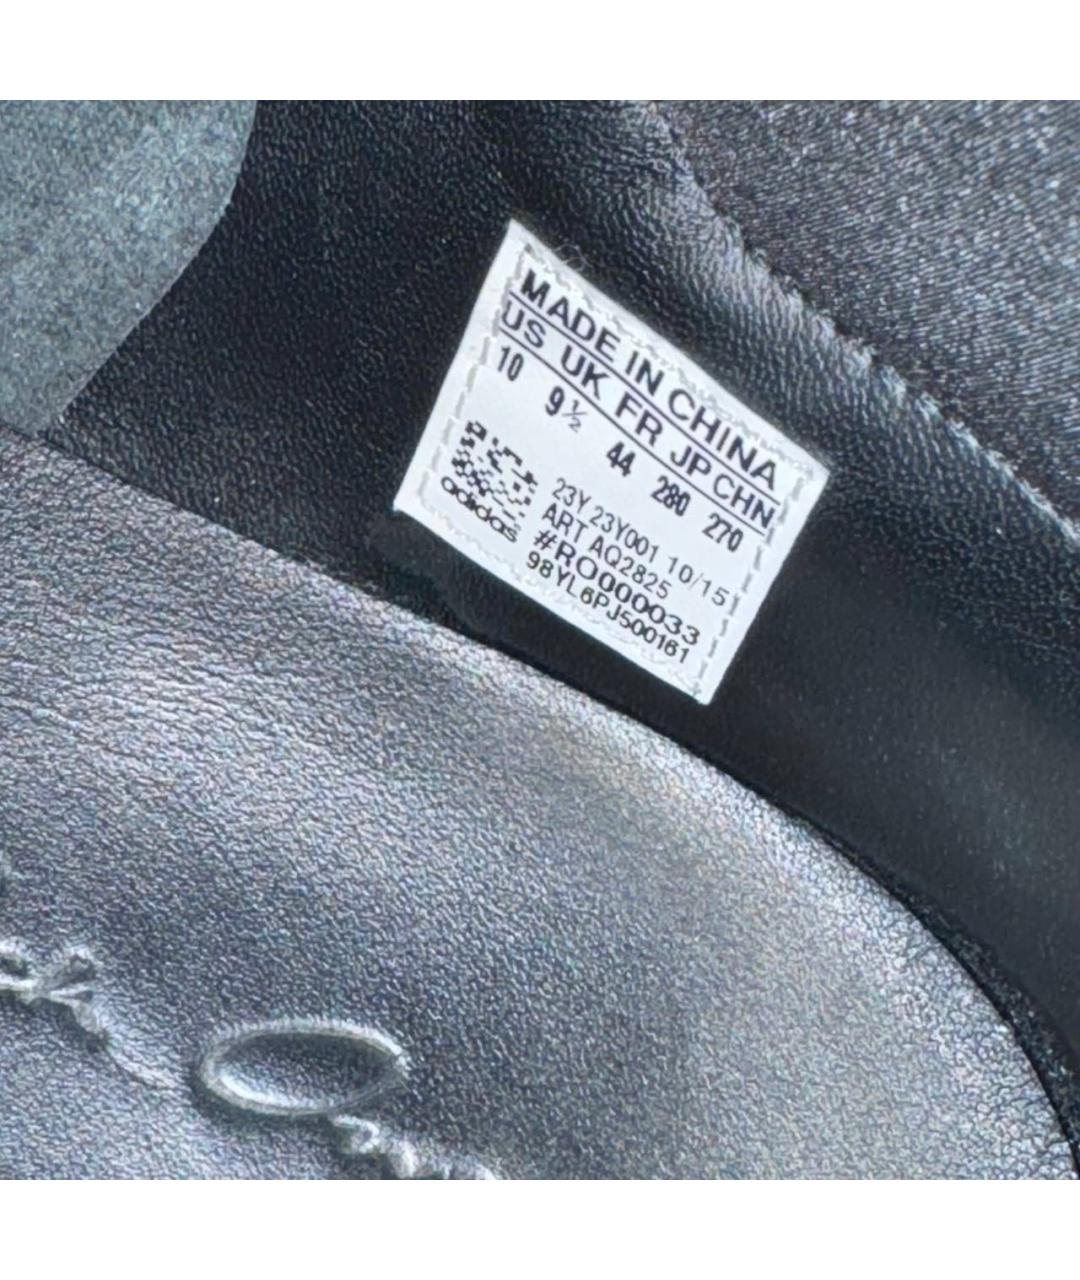 MADE IN CHINA
US UK FR JP CHN
10 9½ 44 280 270
23Y 23Y001 10/15
ART AQ2825
#RO000033
98YL6PJ500161
adidas